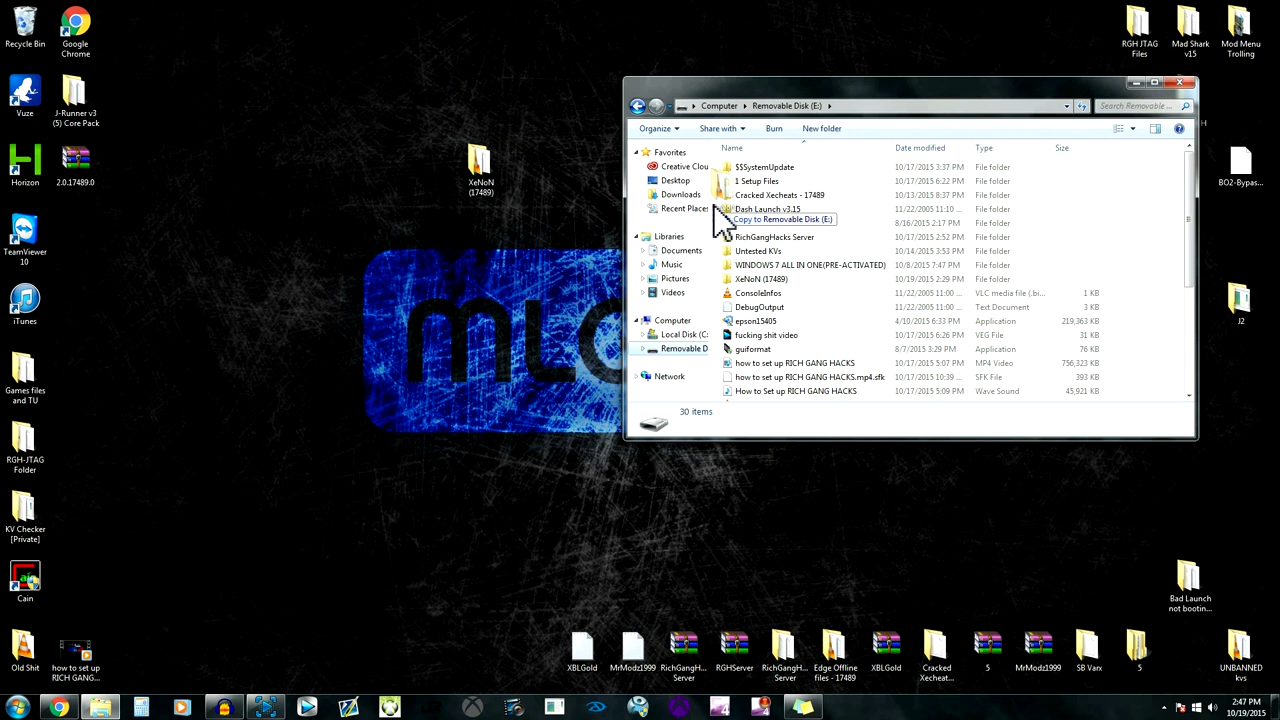 Recycle Bin
Google Chrome
Vuze
J-Runner v3 (5) Core Pack
Horizon
2.0.17489.0
TeamViewer 10
iTunes
Games files and TU
RGH-JTAG Folder
KV Checker [Private]
Cain
Old Shit
how to set up RICH GANG...
XeNoN (17489)
mLG
RGH JTAG Files
Mad Shark v15
Mod Menu Trolling
BO2-Bypas...
J2
Bad Launch not bootin...
Computer
Removable Disk (E:)
Search Removable ...
Organize
Share with
Burn
New folder
Name
Date modified
Type
Size
Favorites
Creative Clou
Desktop
Downloads
Recent Places
Libraries
Documents
Music
Pictures
Videos
Computer
Local Disk (C:
Removable D
Network
$$SystemUpdate 10/17/2015 3:37 PM File folder
1 Setup Files 10/17/2015 6:22 PM File folder
Cracked Xecheats - 17489 10/13/2015 8:37 PM File folder
Dash Launch v3.15 11/22/2005 11:10 ... File folder
Copy to Removable Disk (E:)
8/16/2015 2:17 PM File folder
RichGangHacks Server 10/17/2015 2:52 PM File folder
Untested KVs 10/14/2015 3:53 PM File folder
WINDOWS 7 ALL IN ONE(PRE-ACTIVATED) 10/8/2015 7:47 PM File folder
XeNoN (17489) 10/19/2015 2:29 PM File folder
ConsoleInfos 11/22/2005 11:00 ... VLC media file (.bi... 1 KB
DebugOutput 11/22/2005 11:00 ... Text Document 3 KB
epson15405 4/10/2015 6:33 PM Application 219,363 KB
fucking shit video 10/17/2015 6:26 PM VEG File 31 KB
guiformat 8/7/2015 3:29 PM Application 76 KB
how to set up RICH GANG HACKS 10/17/2015 5:07 PM MP4 Video 756,323 KB
how to set up RICH GANG HACKS.mp4.sfk 10/17/2015 10:39 ... SFK File 393 KB
How to Set up RICH GANG HACKS 10/17/2015 5:09 PM Wave Sound 45,921 KB
30 items
XBLGold
MrModz1999
RichGangH... Server
RGHServer
RichGangH... Server
Edge Offline files - 17489
XBLGold
Cracked Xecheat...
5
MrModz1999
SB Varx
5
UNBANNED kvs
2:47 PM
10/19/2015